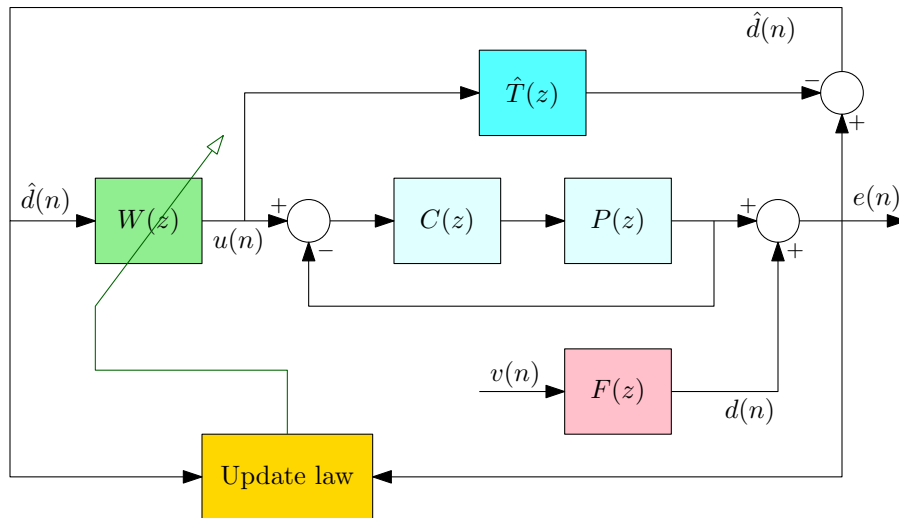 d̂(n)
−
T̂(z)
+
d̂(n)
W(z)
u(n)
+
−
C(z)
P(z)
+
+
e(n)
v(n)
F(z)
d(n)
Update law